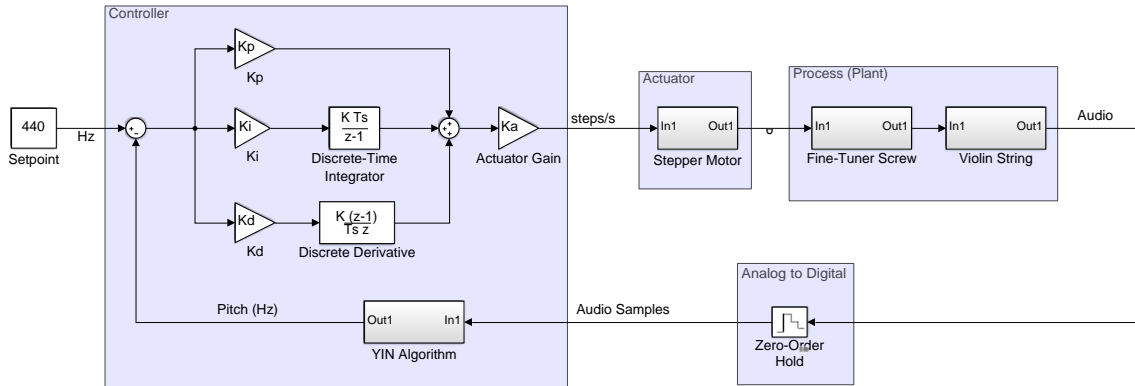 Controller
Kp
Kp
440
Setpoint
Hz
Ki
Ki
K Ts
z-1
Discrete-Time
Integrator
Kd
Kd
K (z-1)
Ts z
Discrete Derivative
Ka
Actuator Gain
steps/s
Actuator
In1
Out1
Stepper Motor
Process (Plant)
In1
Out1
Fine-Tuner Screw
In1
Out1
Violin String
Audio
Analog to Digital
Zero-Order
Hold
Audio Samples
Out1
In1
YIN Algorithm
Pitch (Hz)